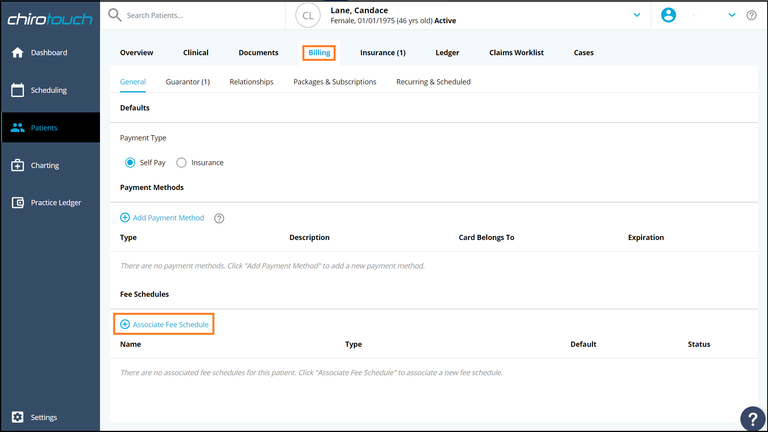 chirotouch
Search Patients...
CL
Lane, Candace
Female, 01/01/1975 (46 yrs old) Active
Dashboard
Scheduling
Patients
Charting
Practice Ledger
Settings
Overview Clinical Documents Billing Insurance (1) Ledger Claims Worklist Cases
General Guarantor (1) Relationships Packages & Subscriptions Recurring & Scheduled
Defaults
Payment Type
Self Pay Insurance
Payment Methods
Add Payment Method ?
Type Description Card Belongs To Expiration
There are no payment methods. Click "Add Payment Method" to add a new payment method.
Fee Schedules
Associate Fee Schedule
Name Type Default Status
There are no associated fee schedules for this patient. Click "Associate Fee Schedule" to associate a new fee schedule.